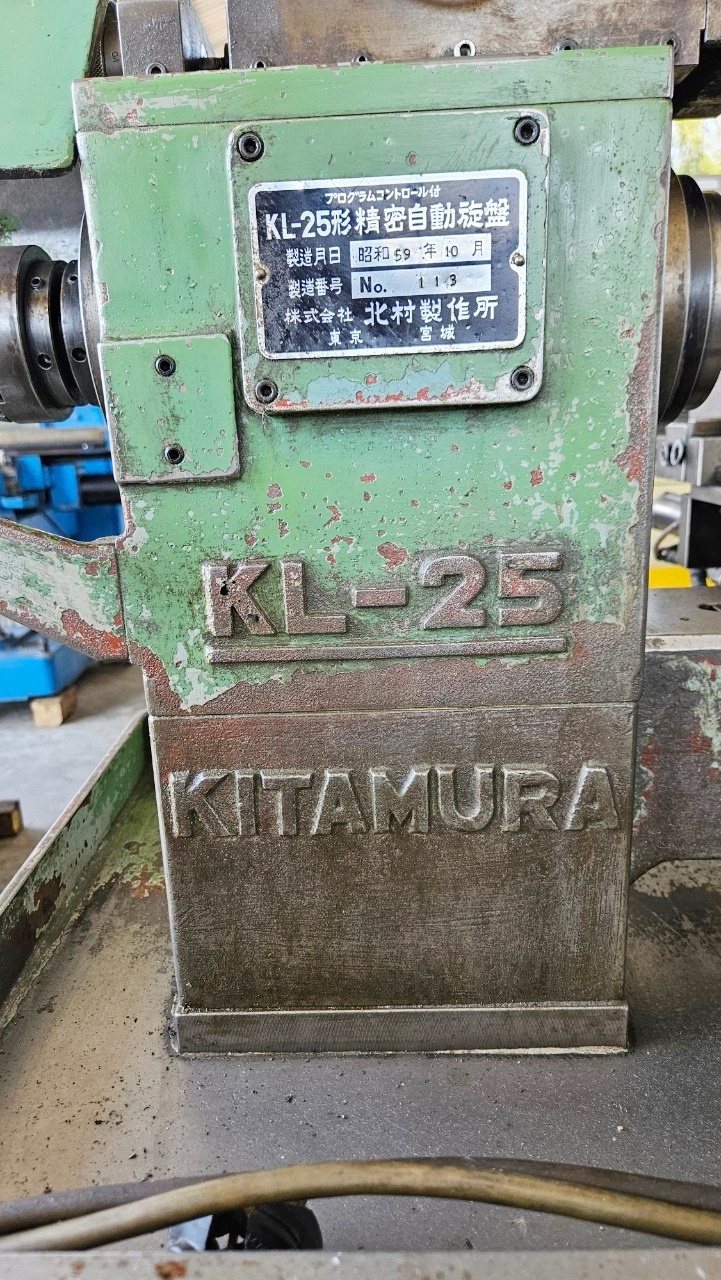 プログラムコントロール付
KL-25形精密自動旋盤
製造月日 昭和 59 年 10 月
製造番号 No. 113
株式会社 北村製作所
東京 宮城
KL-25
KITAMURA